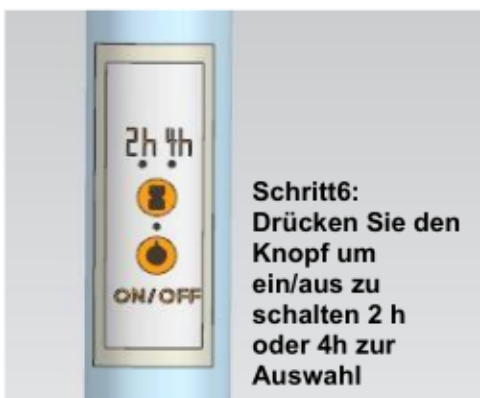 2h 4h
ON/OFF
Schritt6:
Drücken Sie den
Knopf um
ein/aus zu
schalten 2 h
oder 4h zur
Auswahl